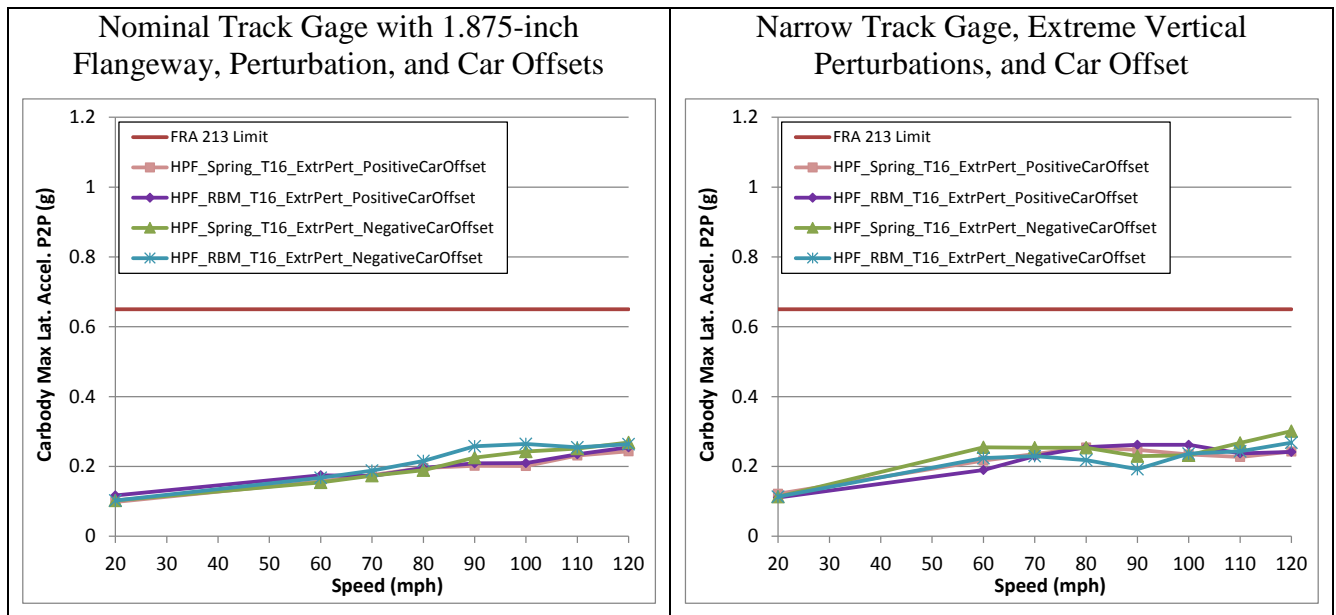 Nominal Track Gage with 1.875-inch
Flangeway, Perturbation, and Car Offsets
Carbody Max Lat. Accel. P2P (g)
1.2
1
0.8
0.6
0.4
0.2
0
FRA 213 Limit
HPF_Spring_T16_ExtrPert_PositiveCarOffset
HPF_RBM_T16_ExtrPert_PositiveCarOffset
HPF_Spring_T16_ExtrPert_NegativeCarOffset
HPF_RBM_T16_ExtrPert_NegativeCarOffset
20 30 40 50 60 70 80 90 100 110 120
Speed (mph)
Narrow Track Gage, Extreme Vertical
Perturbations, and Car Offset
Carbody Max Lat. Accel. P2P (g)
1.2
1
0.8
0.6
0.4
0.2
0
FRA 213 Limit
HPF_Spring_T16_ExtrPert_PositiveCarOffset
HPF_RBM_T16_ExtrPert_PositiveCarOffset
HPF_Spring_T16_ExtrPert_NegativeCarOffset
HPF_RBM_T16_ExtrPert_NegativeCarOffset
20 30 40 50 60 70 80 90 100 110 120
Speed (mph)